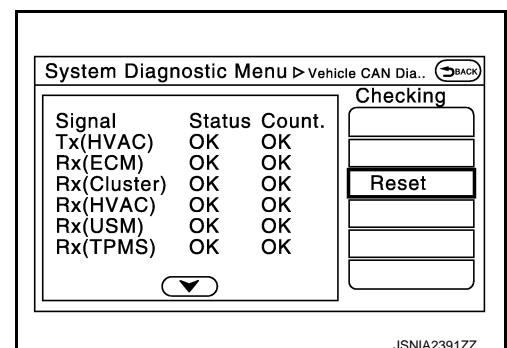 System Diagnostic Menu ▷ Vehicle CAN Dia.. BACK
Checking
Signal Status Count.
Tx(HVAC) OK OK
Rx(ECM) OK OK
Rx(Cluster) OK OK
Rx(HVAC) OK OK
Rx(USM) OK OK
Rx(TPMS) OK OK
Reset
JSNIA2391ZZ